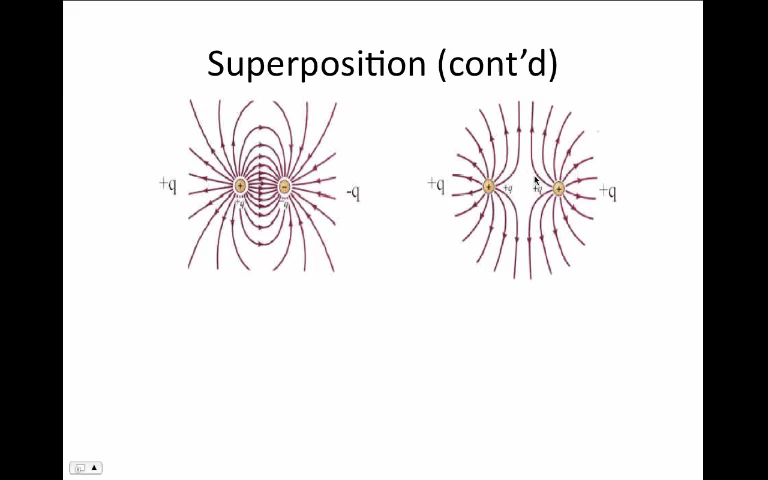 Superposition (cont'd)
+q
-q
+q
+q
+q
+q